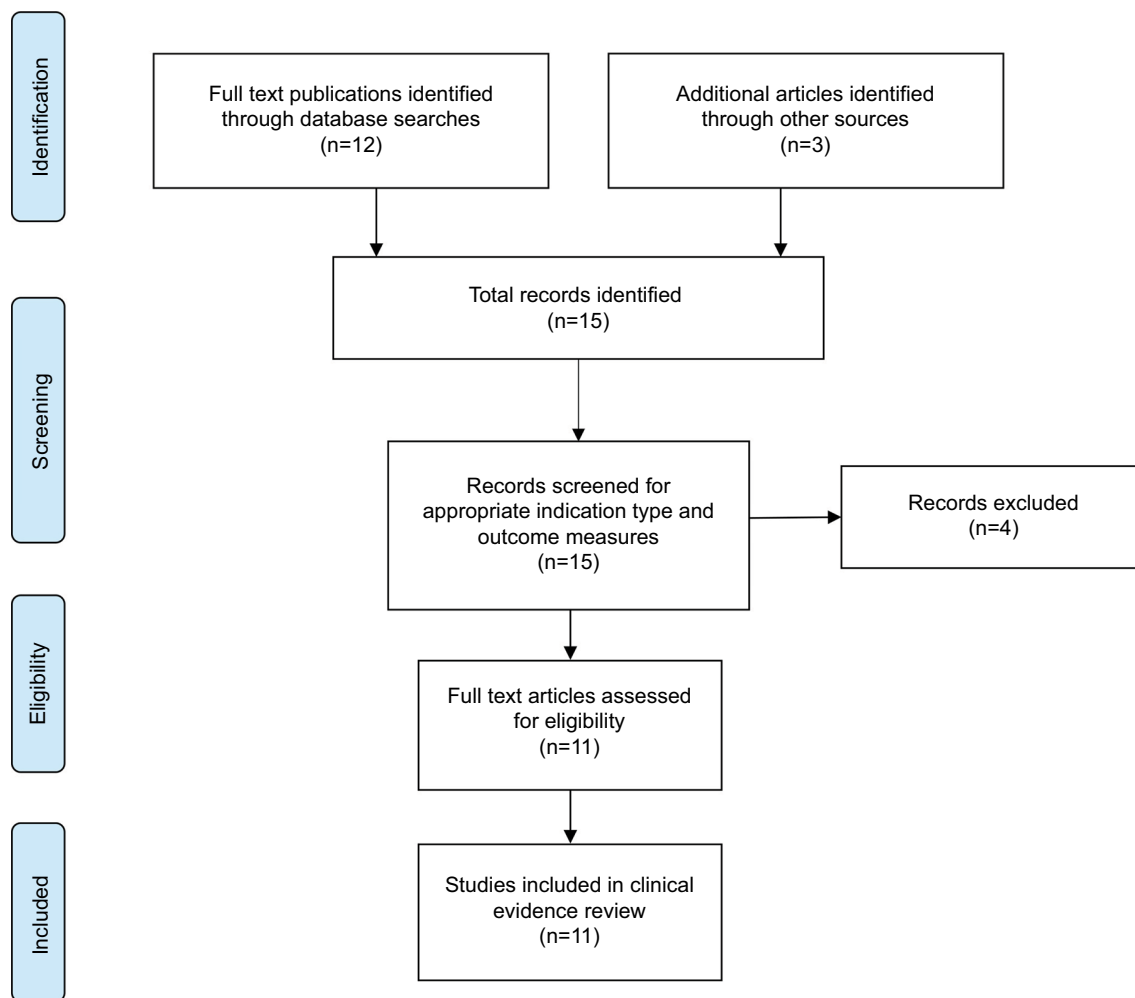 Identification
Full text publications identified
through database searches
(n=12)
Additional articles identified
through other sources
(n=3)
Screening
Total records identified
(n=15)
Records screened for
appropriate indication type and
outcome measures
(n=15)
Records excluded
(n=4)
Eligibility
Full text articles assessed
for eligibility
(n=11)
Included
Studies included in clinical
evidence review
(n=11)